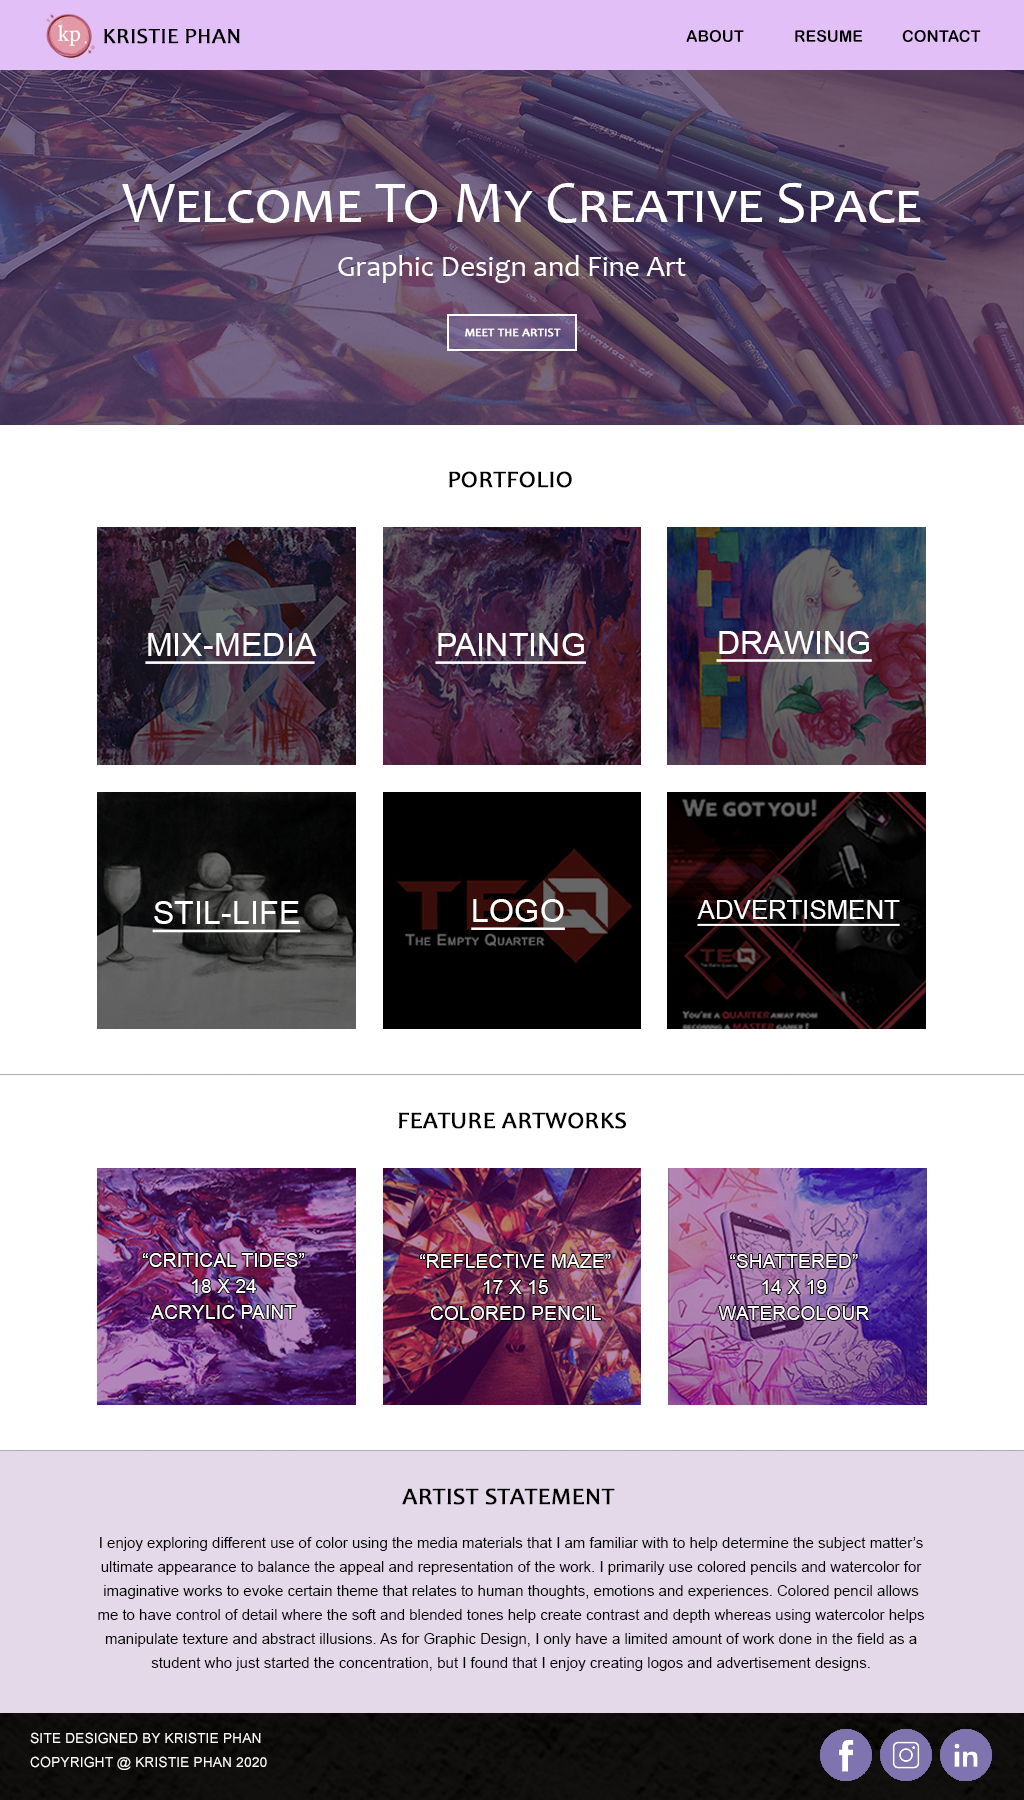 kp
KRISTIE PHAN
ABOUT
RESUME
CONTACT
WELCOME TO MY CREATIVE SPACE
Graphic Design and Fine Art
MEET THE ARTIST
PORTFOLIO
MIX-MEDIA
PAINTING
DRAWING
STIL-LIFE
TEQ
LOGO
THE EMPTY QUARTER
WE GOT YOU!
ADVERTISMENT
TEQ
THE EMPTY QUARTER
YOU'RE A QUARTER AWAY FROM
BECOMING A MASTER GAMER!
FEATURE ARTWORKS
“CRITICAL TIDES”
18 X 24
ACRYLIC PAINT
“REFLECTIVE MAZE”
17 X 15
COLORED PENCIL
“SHATTERED”
14 X 19
WATERCOLOUR
ARTIST STATEMENT
I enjoy exploring different use of color using the media materials that I am familiar with to help determine the subject matter’s
ultimate appearance to balance the appeal and representation of the work. I primarily use colored pencils and watercolor for
imaginative works to evoke certain theme that relates to human thoughts, emotions and experiences. Colored pencil allows
me to have control of detail where the soft and blended tones help create contrast and depth whereas using watercolor helps
manipulate texture and abstract illusions. As for Graphic Design, I only have a limited amount of work done in the field as a
student who just started the concentration, but I found that I enjoy creating logos and advertisement designs.
SITE DESIGNED BY KRISTIE PHAN
COPYRIGHT @ KRISTIE PHAN 2020
f
in